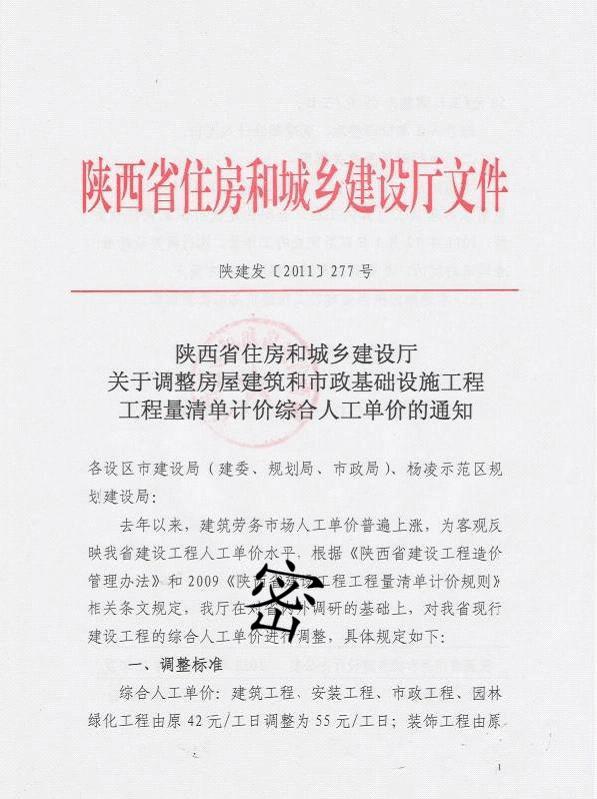 陕西省住房和城乡建设厅文件
陕建发〔2011〕277号
陕西省住房和城乡建设厅
关于调整房屋建筑和市政基础设施工程
工程量清单计价综合人工单价的通知
各设区市建设局（建委、规划局、市政局）、杨凌示范区规
划建设局：
去年以来，建筑劳务市场人工单价普遍上涨，为客观反
映我省建设工程人工单价水平，根据《陕西省建设工程造价
管理办法》和 2009《陕西省建设工程工程量清单计价规则》
相关条文规定，我厅在对省内外调研的基础上，对我省现行
建设工程的综合人工单价进行调整，具体规定如下：
密
一、调整标准
综合人工单价：建筑工程、安装工程、市政工程、园林
绿化工程由原 42 元/工日调整为 55 元/工日；装饰工程由原
1